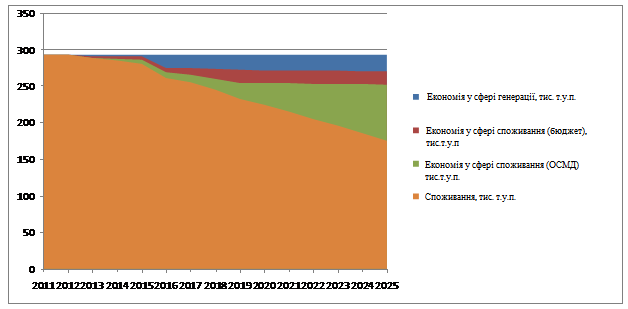 350
300
250
200
150
100
50
0
2011 2012 2013 2014 2015 2016 2017 2018 2019 2020 2021 2022 2023 2024 2025
Економія у сфері генерації, тис. т.у.п.
Економія у сфері споживання (бюджет),
тис.т.у.п
Економія у сфері споживання (ОСМД)
тис.т.у.п.
Споживання, тис. т.у.п.